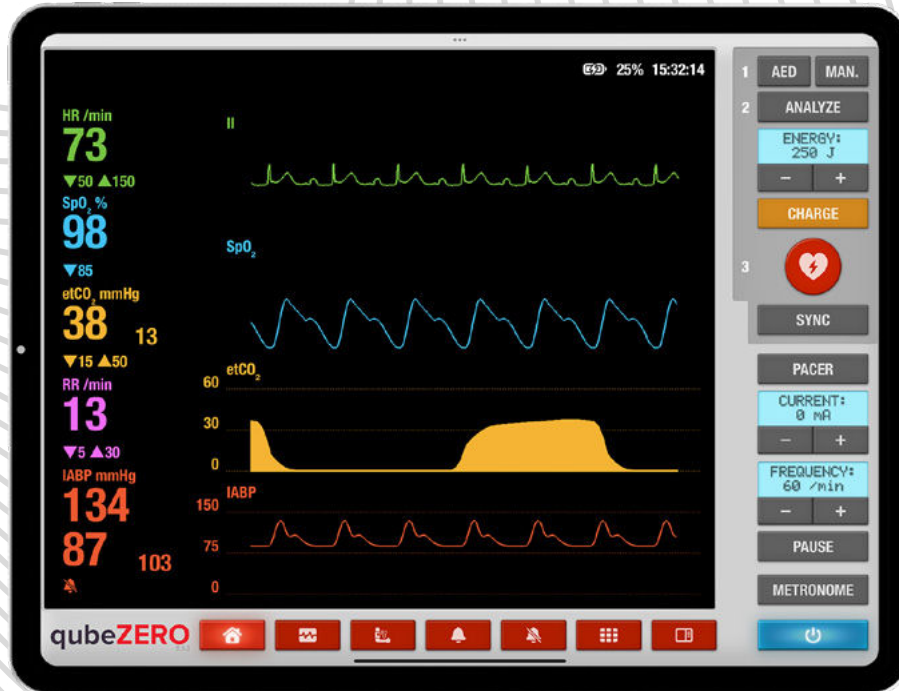 25% 15:32:14
HR /min
73
▼50 ▲150
II
SpO₂ %
98
▼85
SpO₂
etCO₂ mmHg
38 13
▼15 ▲50
etCO₂
60
30
0
RR /min
13
▼5 ▲30
IABP mmHg
134
87 103
IABP
150
75
0
1 AED MAN.
2 ANALYZE
ENERGY:
250 J
- +
CHARGE
3
SYNC
PACER
CURRENT:
0 mA
- +
FREQUENCY:
60 /min
- +
PAUSE
METRONOME
qubeZERO